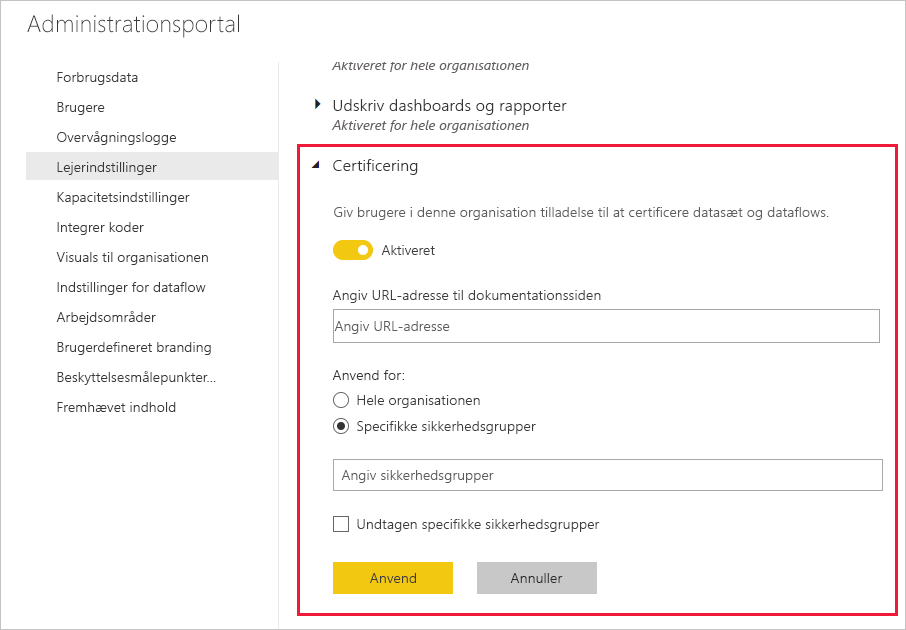 Administrationsportal
Forbrugsdata
Brugere
Overvågningslogge
Lejerindstillinger
Kapacitetsindstillinger
Integrer koder
Visuals til organisationen
Indstillinger for dataflow
Arbejdsområder
Brugerdefineret branding
Beskyttelsesmålepunkter...
Fremhævet indhold
Aktiveret for hele organisationen
Udskriv dashboards og rapporter
Aktiveret for hele organisationen
Certificering
Giv brugere i denne organisation tilladelse til at certificere datasæt og dataflows.
Aktiveret
Angiv URL-adresse til dokumentationssiden
Angiv URL-adresse
Anvend for:
Hele organisationen
Specifikke sikkerhedsgrupper
Angiv sikkerhedsgrupper
Undtagen specifikke sikkerhedsgrupper
Anvend
Annuller